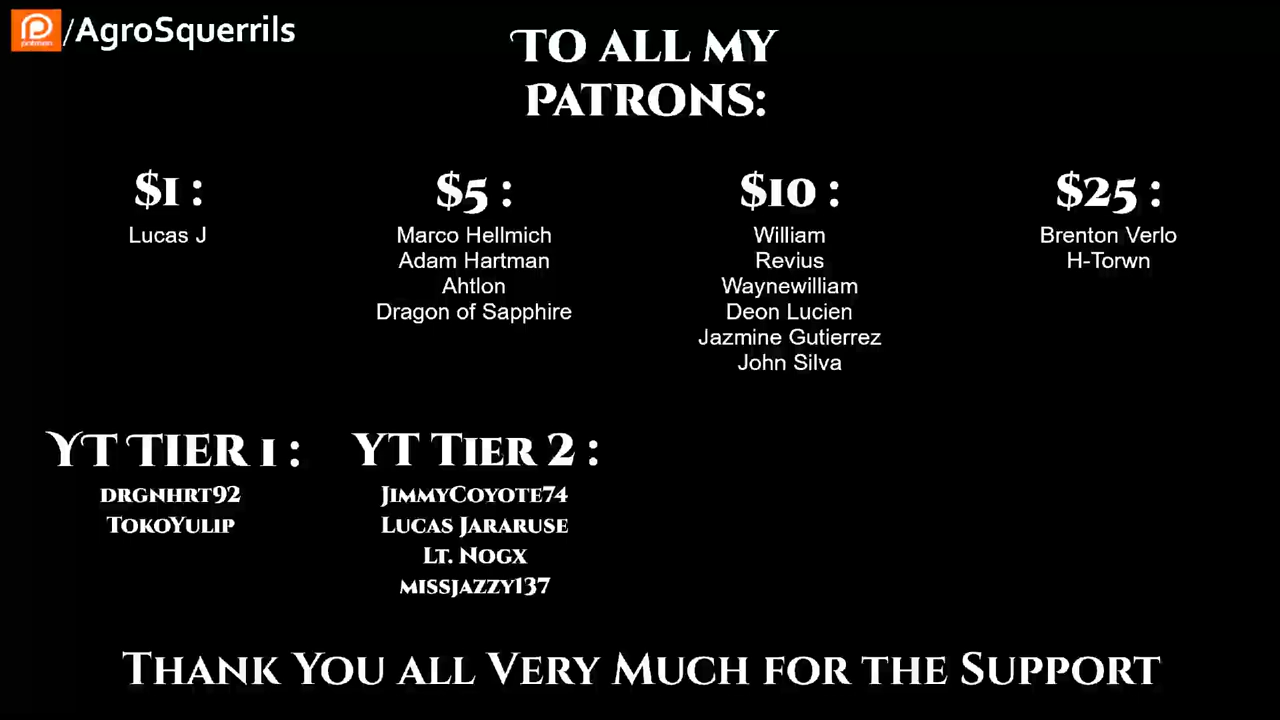 patreon
/AgroSquerrils
To all my
Patrons:
$1 :
Lucas J
$5 :
Marco Hellmich
Adam Hartman
Ahtlon
Dragon of Sapphire
$10 :
William
Revius
Waynewilliam
Deon Lucien
Jazmine Gutierrez
John Silva
$25 :
Brenton Verlo
H-Torwn
YT Tier 1 :
drgnhrt92
TokoYulip
YT Tier 2 :
JimmyCoyote74
Lucas Jararuse
Lt. Nogx
missjazzy137
Thank You all Very Much for the Support